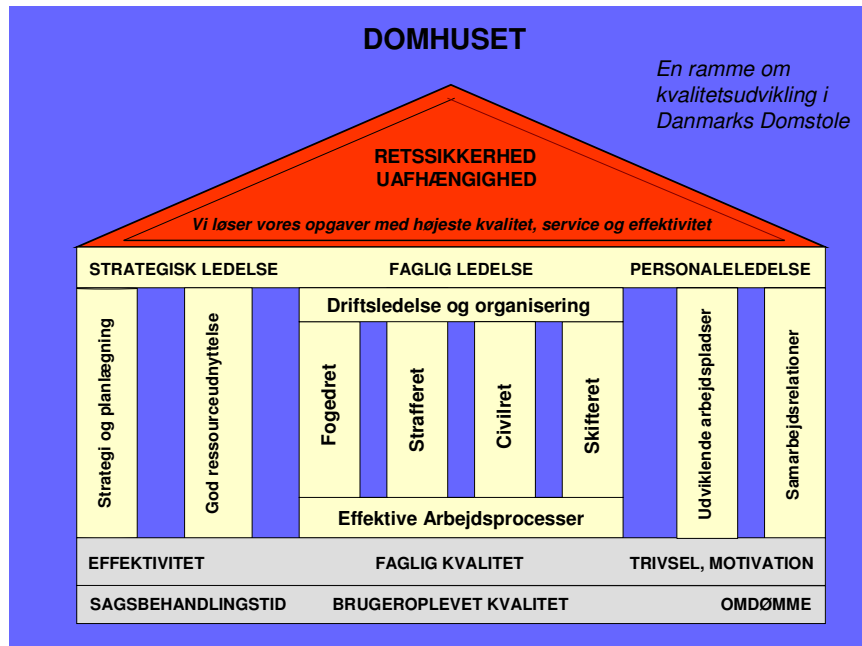 DOMHUSET
En ramme om
kvalitetsudvikling i
Danmarks Domstole
RETSSIKKERHED
UAFHÆNGIGHED
Vi løser vores opgaver med højeste kvalitet, service og effektivitet
STRATEGISK LEDELSE
FAGLIG LEDELSE
PERSONALELEDELSE
Strategi og planlægning
God ressourceudnyttelse
Driftsledelse og organisering
Fogedret
Strafferet
Civilret
Skifteret
Effektive Arbejdsprocesser
Udviklende arbejdspladser
Samarbejdsrelationer
EFFEKTIVITET
FAGLIG KVALITET
TRIVSEL, MOTIVATION
SAGSBEHANDLINGSTID
BRUGEROPLEVET KVALITET
OMDØMME